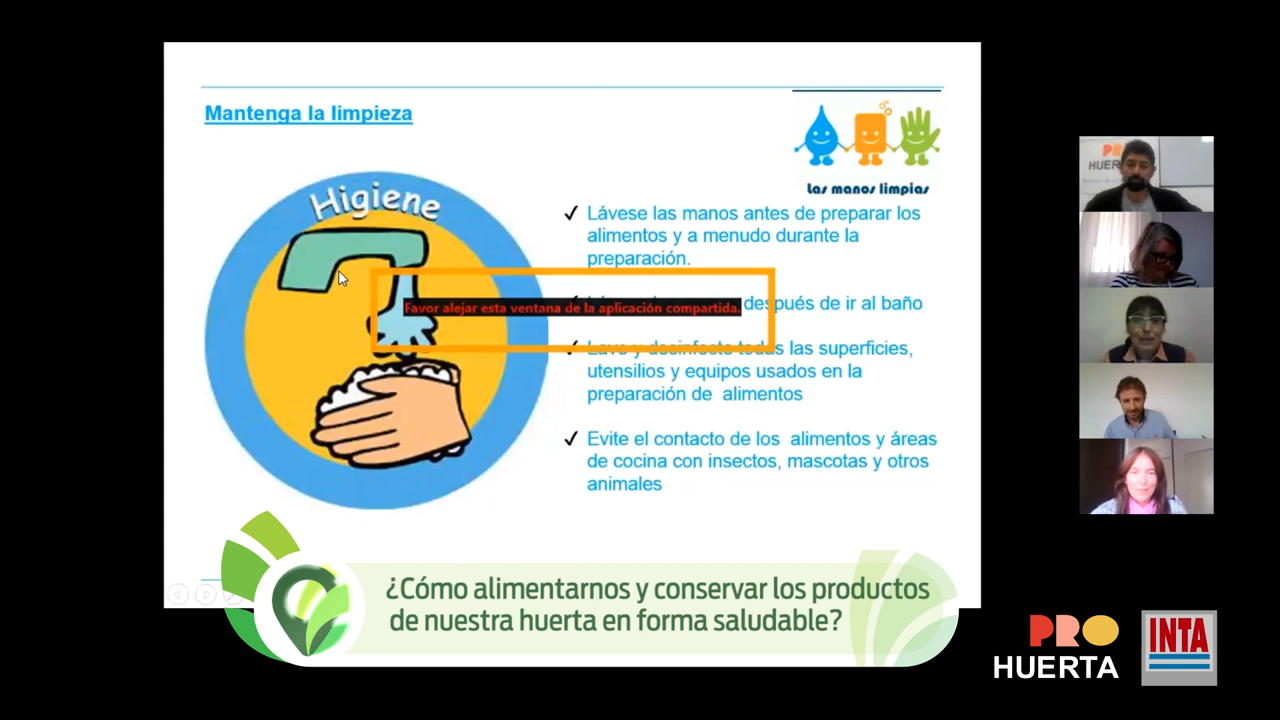 Mantenga la limpieza
Las manos limpias
Higiene
✓ Lávese las manos antes de preparar los
alimentos y a menudo durante la
preparación.
después de ir al baño
Favor alejar esta ventana de la aplicación compartida.
✓ Lave y desinfecte todas las superficies,
utensilios y equipos usados en la
preparación de alimentos
✓ Evite el contacto de los alimentos y áreas
de cocina con insectos, mascotas y otros
animales
¿Cómo alimentarnos y conservar los productos
de nuestra huerta en forma saludable?
PRO
HUERTA
INTA
PRO
HUERTA